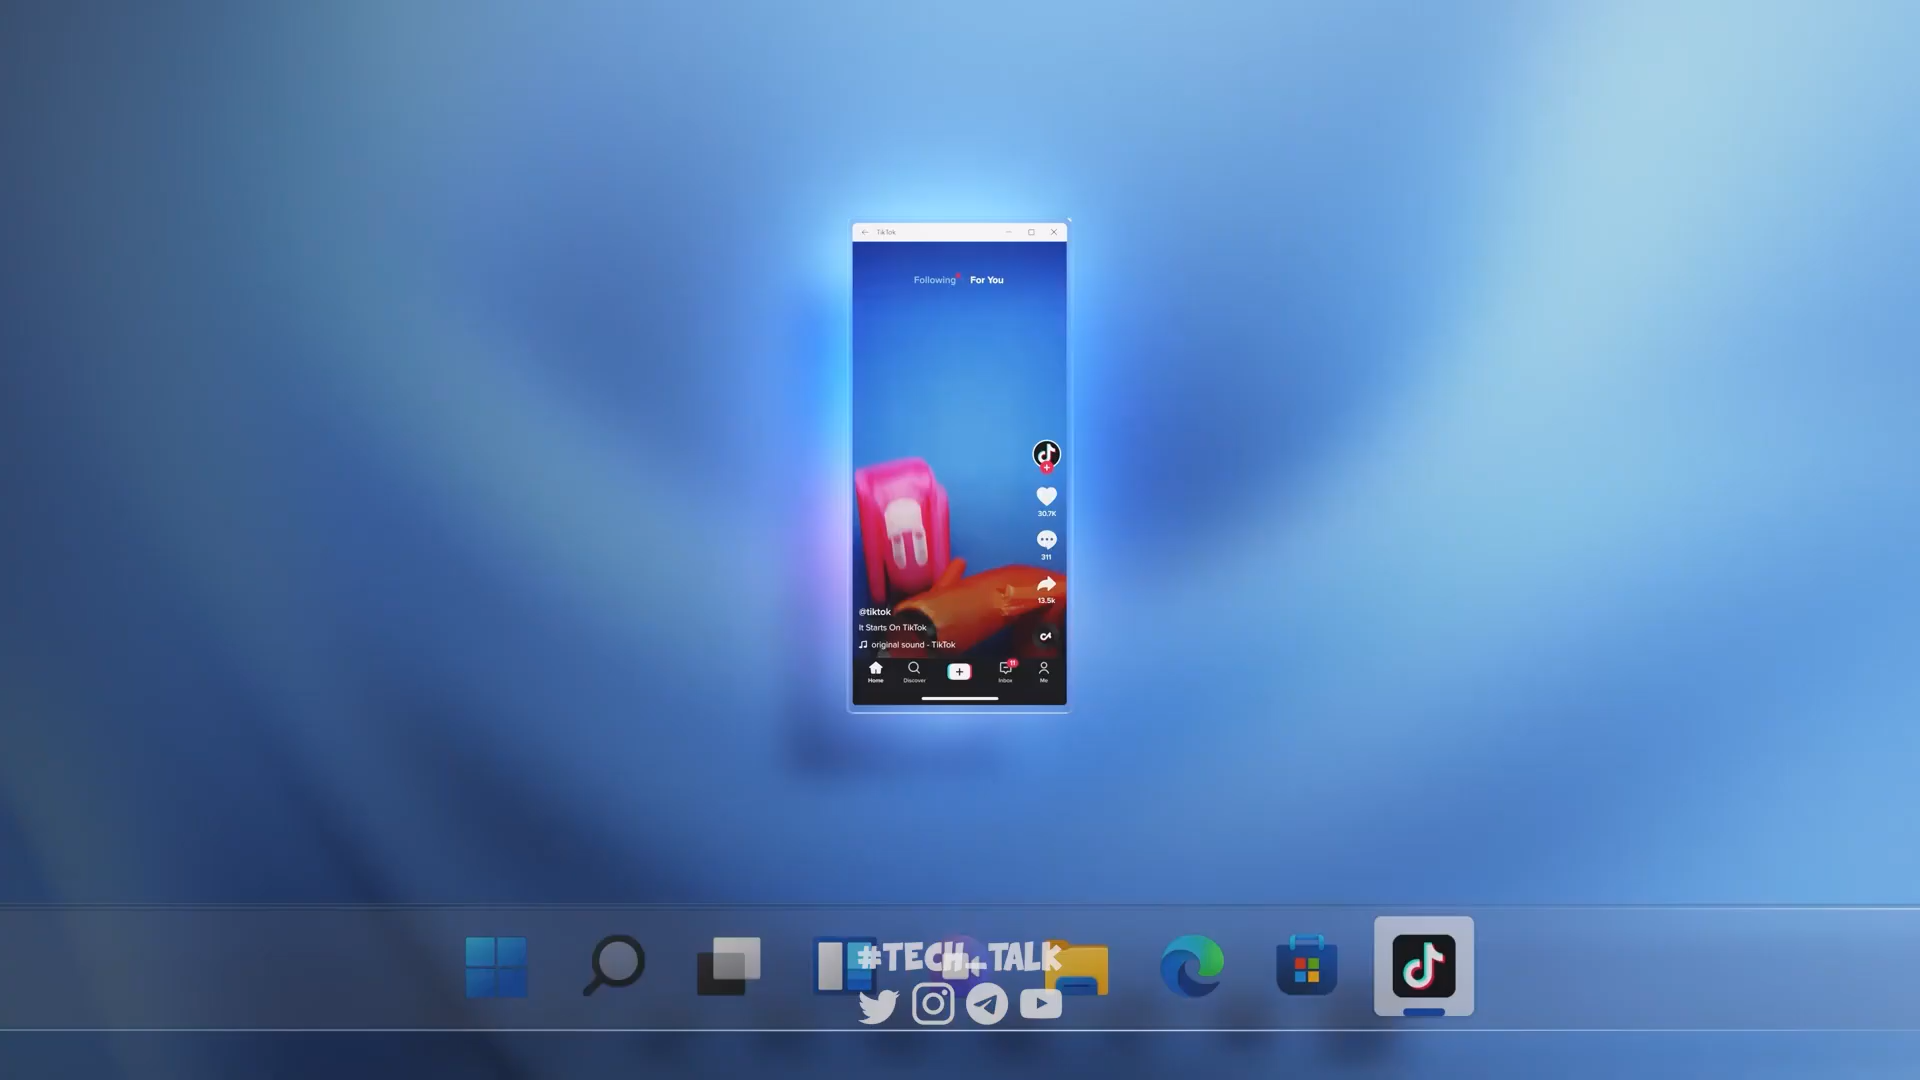 TikTok
Following For You
30.7K
311
13.5k
@tiktok
It Starts On TikTok
original sound - TikTok
Home Discover Inbox 11 Me
#TECH_TALK